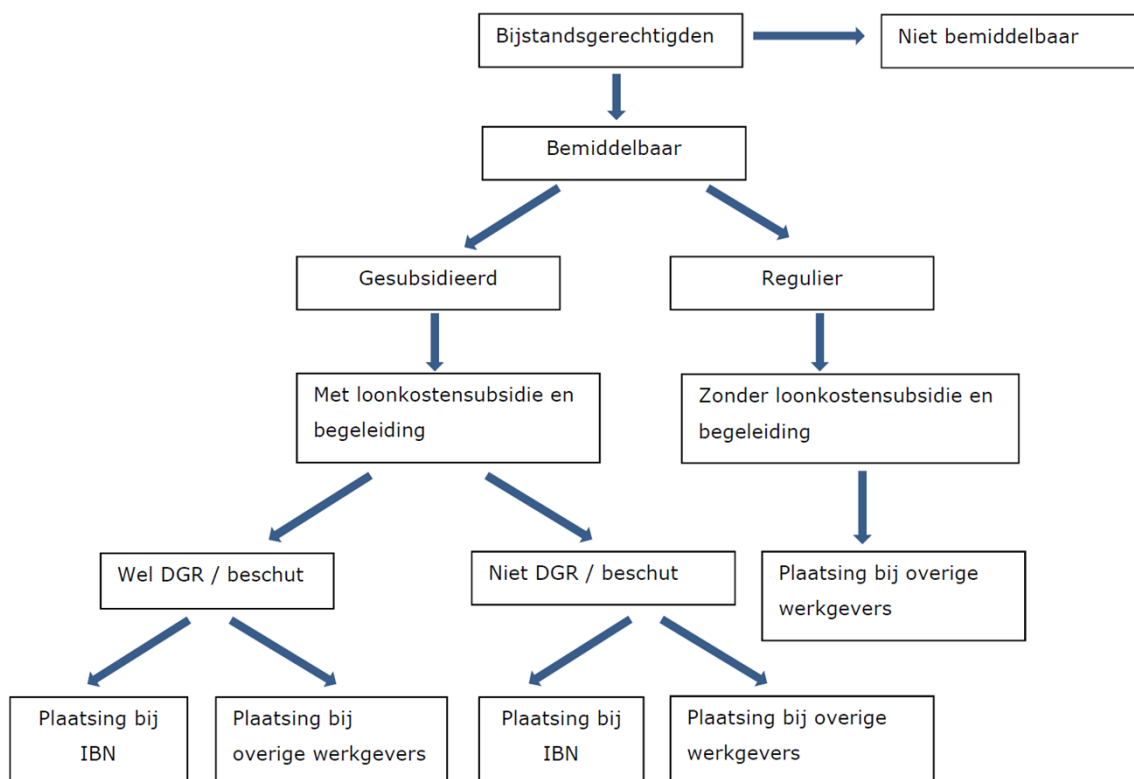 Bijstandsgerechtigden
Niet bemiddelbaar
Bemiddelbaar
Gesubsidieerd
Regulier
Met loonkostensubsidie en
begeleiding
Zonder loonkostensubsidie en
begeleiding
Wel DGR / beschut
Niet DGR / beschut
Plaatsing bij overige
werkgevers
Plaatsing bij
IBN
Plaatsing bij
overige werkgevers
Plaatsing bij
IBN
Plaatsing bij overige
werkgevers